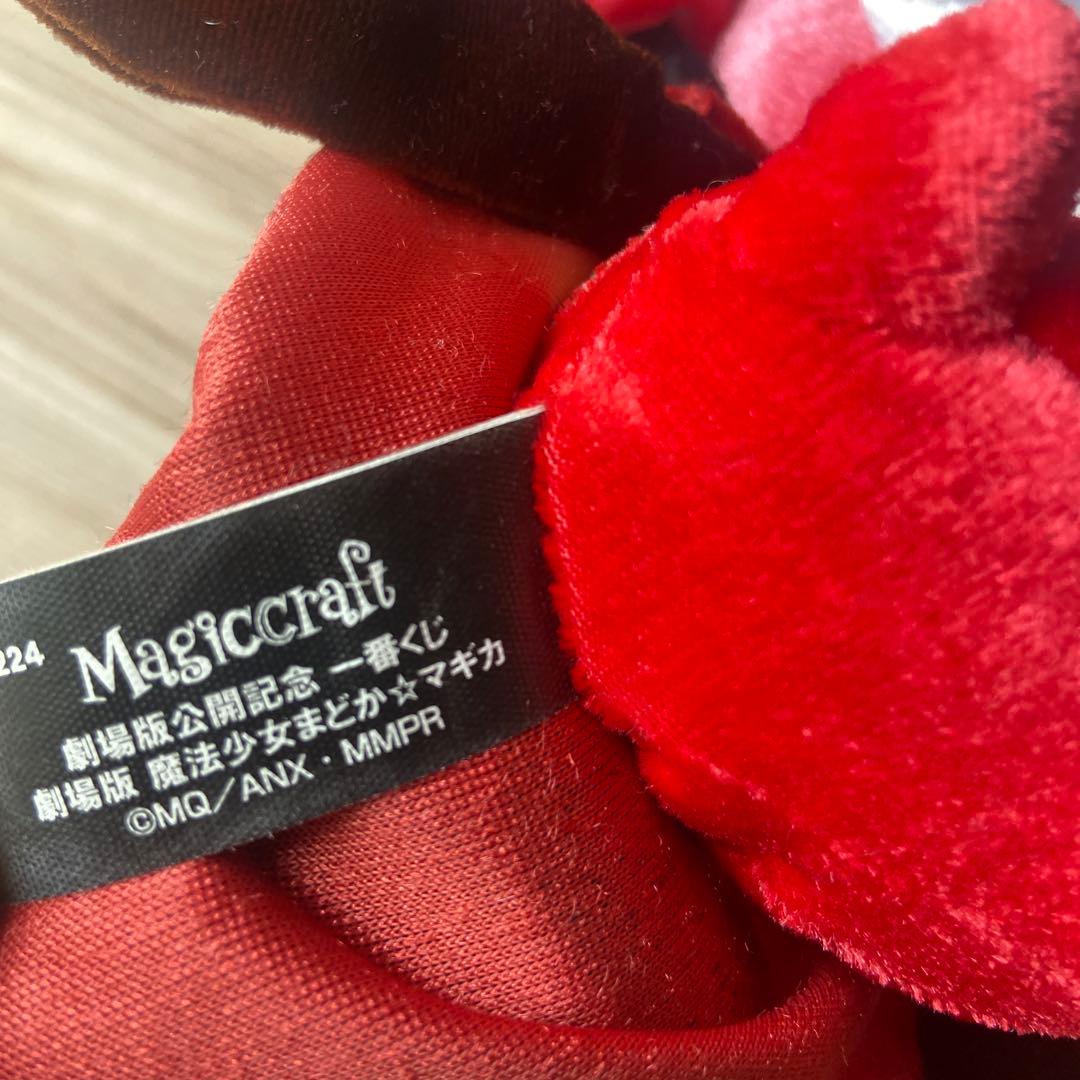 224
Magiccraft
劇場版公開記念 一番くじ
劇場版 魔法少女まどか☆マギカ
©MQ/ANX・MMPR